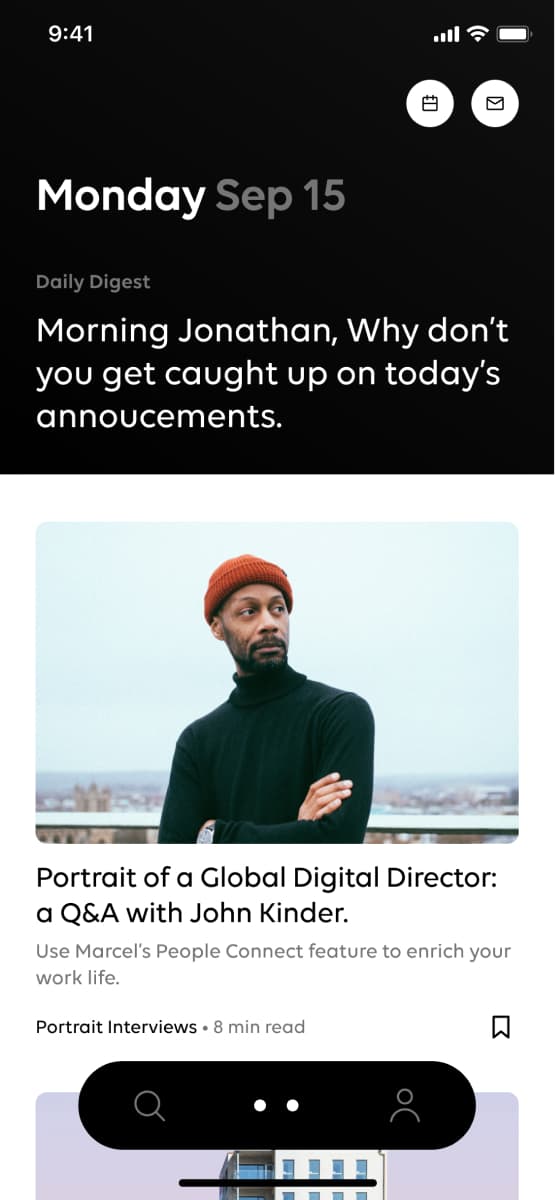 9:41
Monday Sep 15
Daily Digest
Morning Jonathan, Why don't
you get caught up on today's
annoucements.
Portrait of a Global Digital Director:
a Q&A with John Kinder.
Use Marcel's People Connect feature to enrich your
work life.
Portrait Interviews • 8 min read